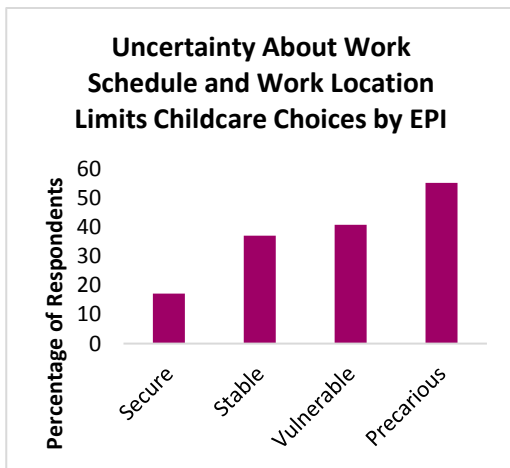 Uncertainty About Work
Schedule and Work Location
Limits Childcare Choices by EPI
Percentage of Respondents
60
50
40
30
20
10
0
Secure
Stable
Vulnerable
Precarious